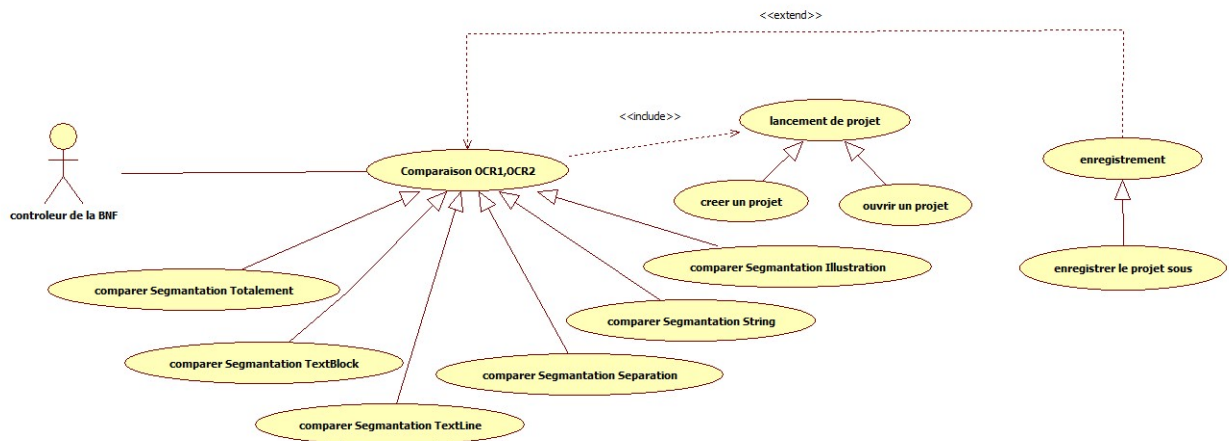 <<extend>>
<<include>>
lancement de projet
enregistrement
Comparaison OCR1,OCR2
creer un projet
ouvrir un projet
controleur de la BNF
comparer Segmantation Illustration
enregistrer le projet sous
comparer Segmantation Totalement
comparer Segmantation String
comparer Segmantation TextBlock
comparer Segmantation Separation
comparer Segmantation TextLine